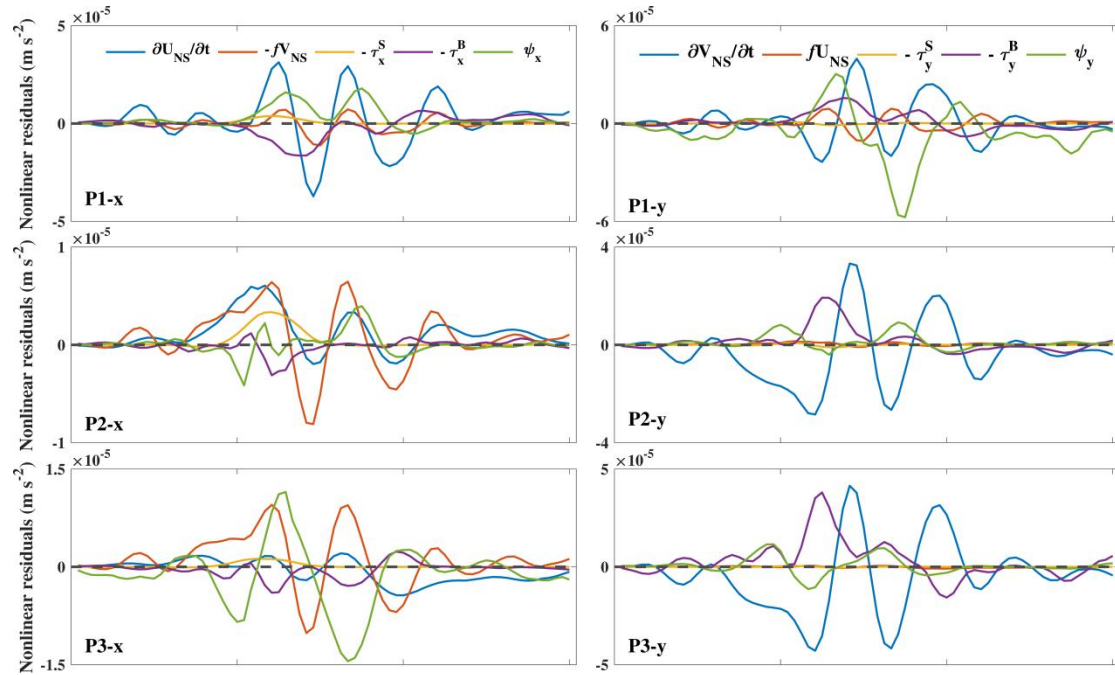 ×10⁻⁵
5
∂U_NS/∂t -fV_NS -τ_x^S -τ_x^B ψ_x
0
-5
Nonlinear residuals (m s⁻²)
P1-x
×10⁻⁵
6
∂V_NS/∂t fU_NS -τ_y^S -τ_y^B ψ_y
0
-6
P1-y
×10⁻⁵
1
0
-1
Nonlinear residuals (m s⁻²)
P2-x
×10⁻⁵
4
0
-4
P2-y
×10⁻⁵
1.5
0
-1.5
Nonlinear residuals (m s⁻²)
P3-x
×10⁻⁵
5
0
-5
P3-y